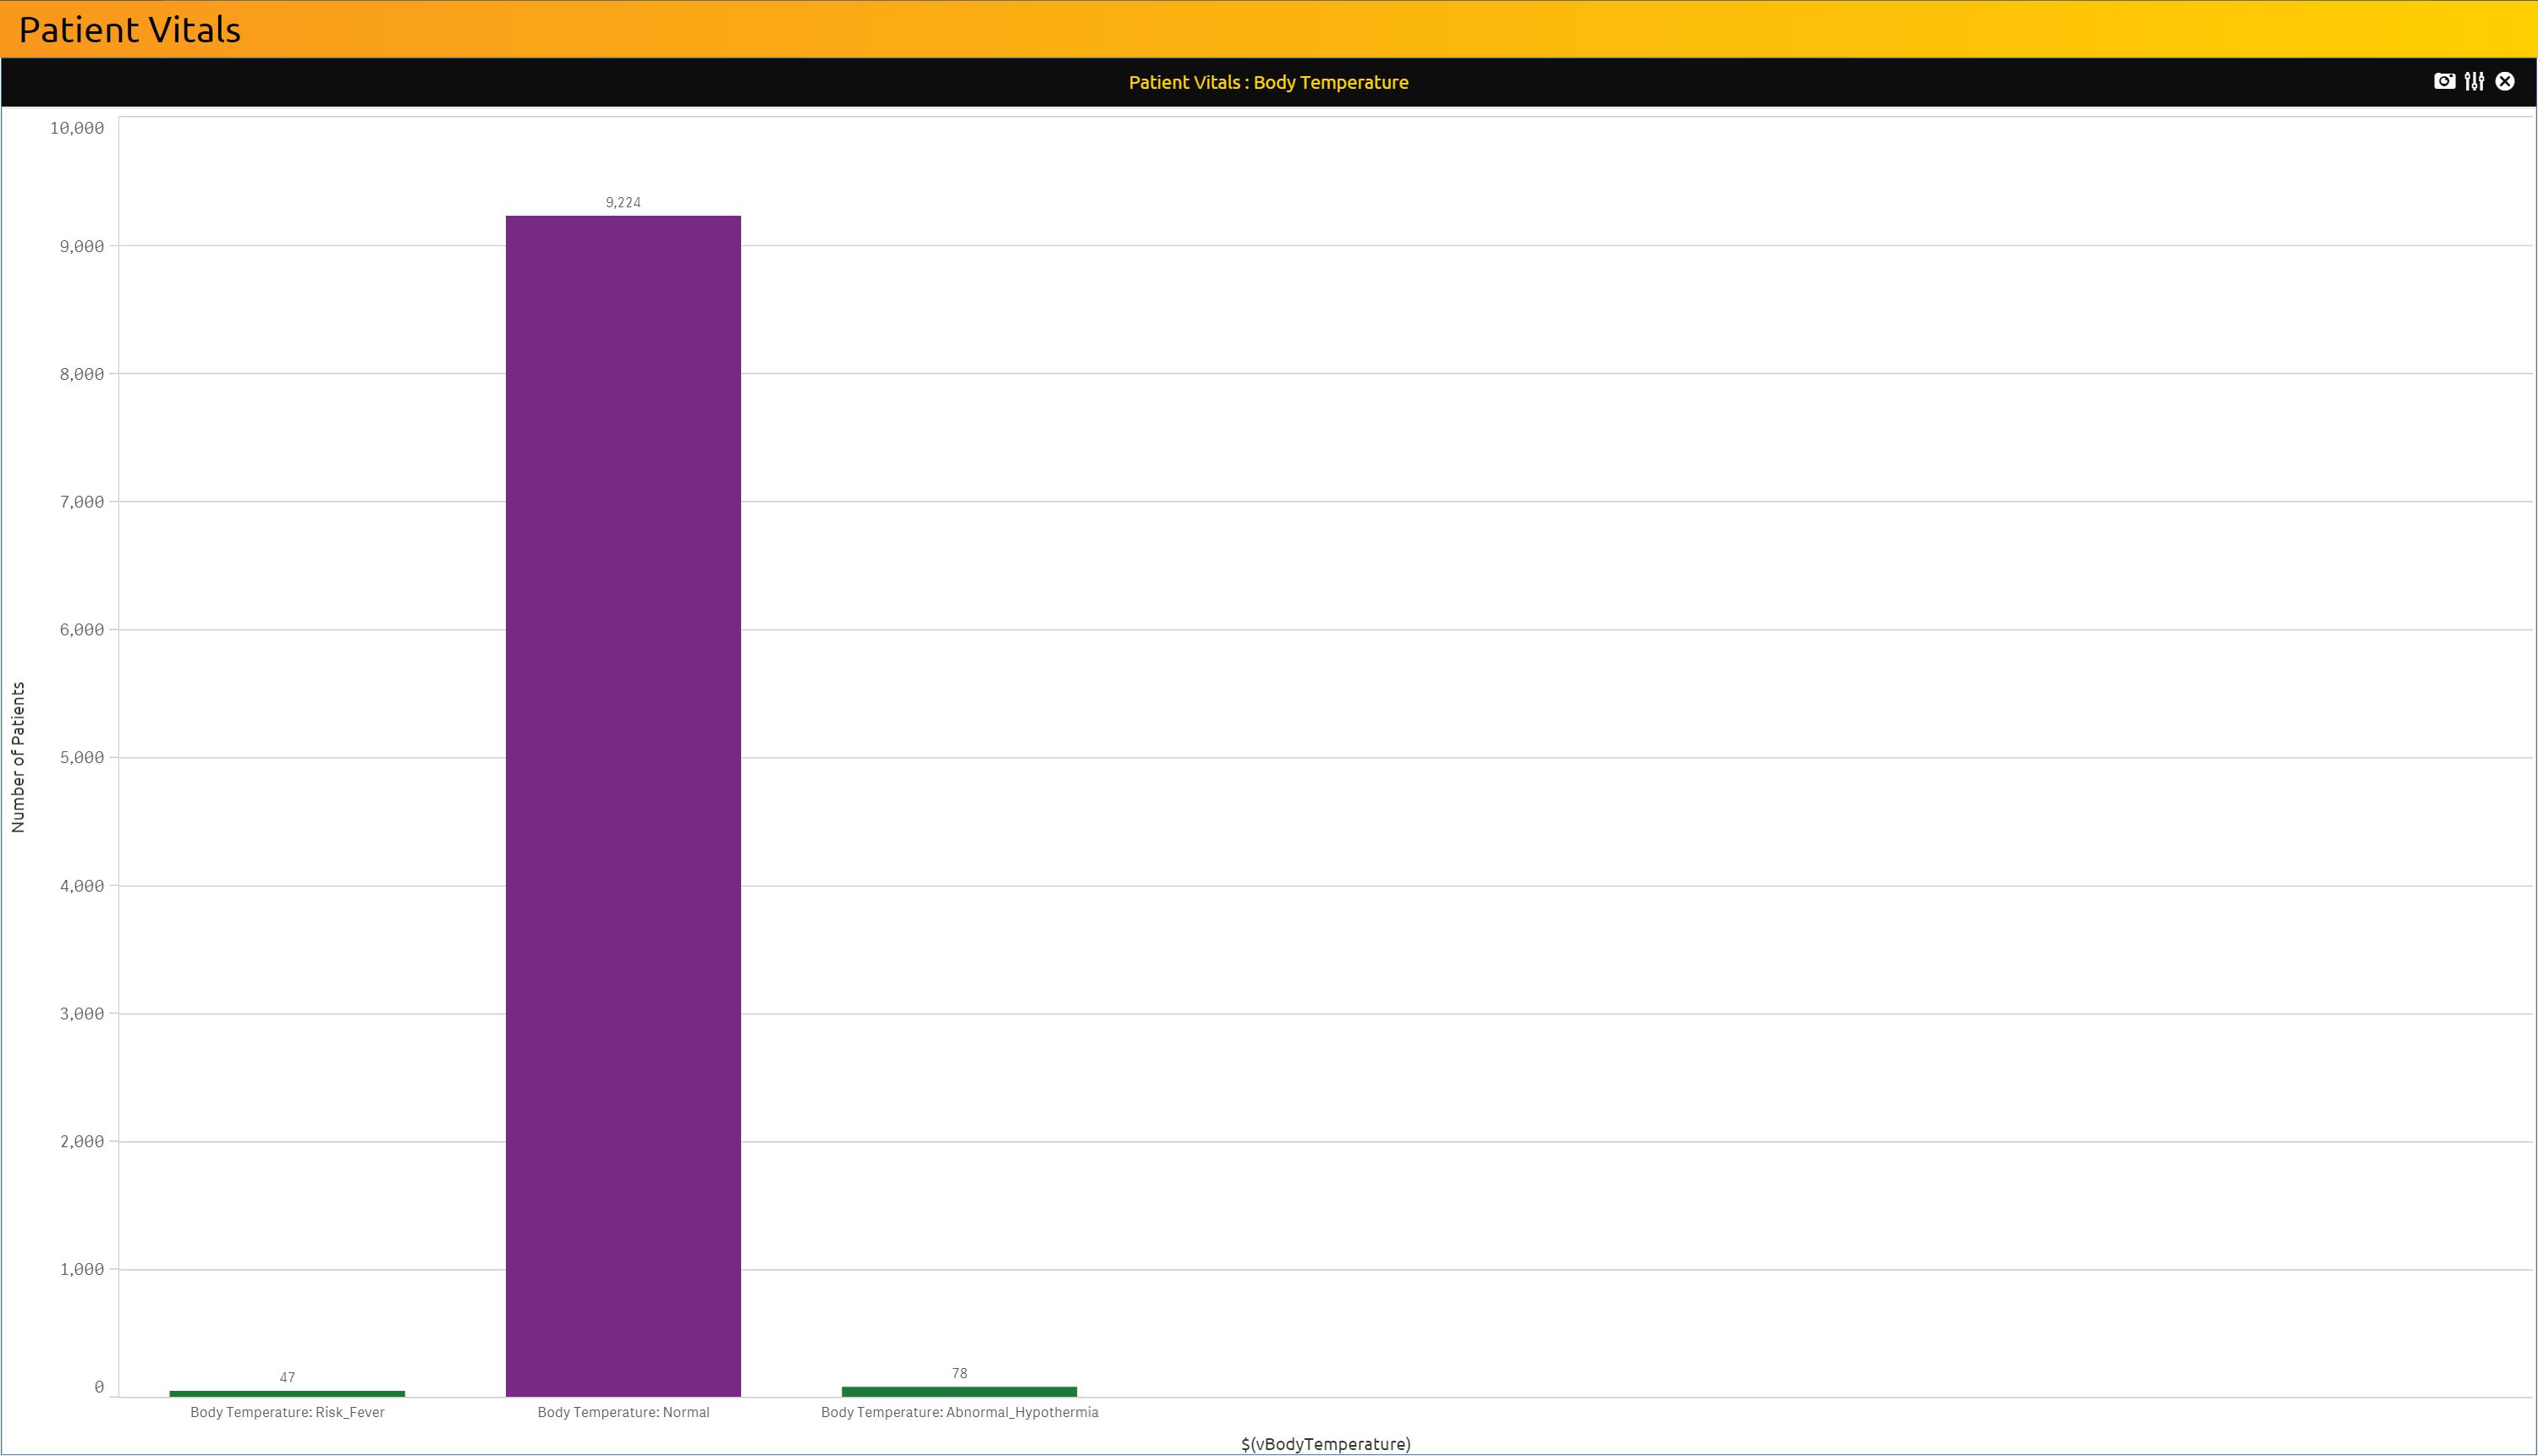 Patient Vitals
Patient Vitals : Body Temperature
10,000
9,224
9,000
8,000
7,000
6,000
5,000
4,000
3,000
2,000
1,000
0
Number of Patients
47
78
Body Temperature: Risk_Fever
Body Temperature: Normal
Body Temperature: Abnormal_Hypothermia
$(vBodyTemperature)